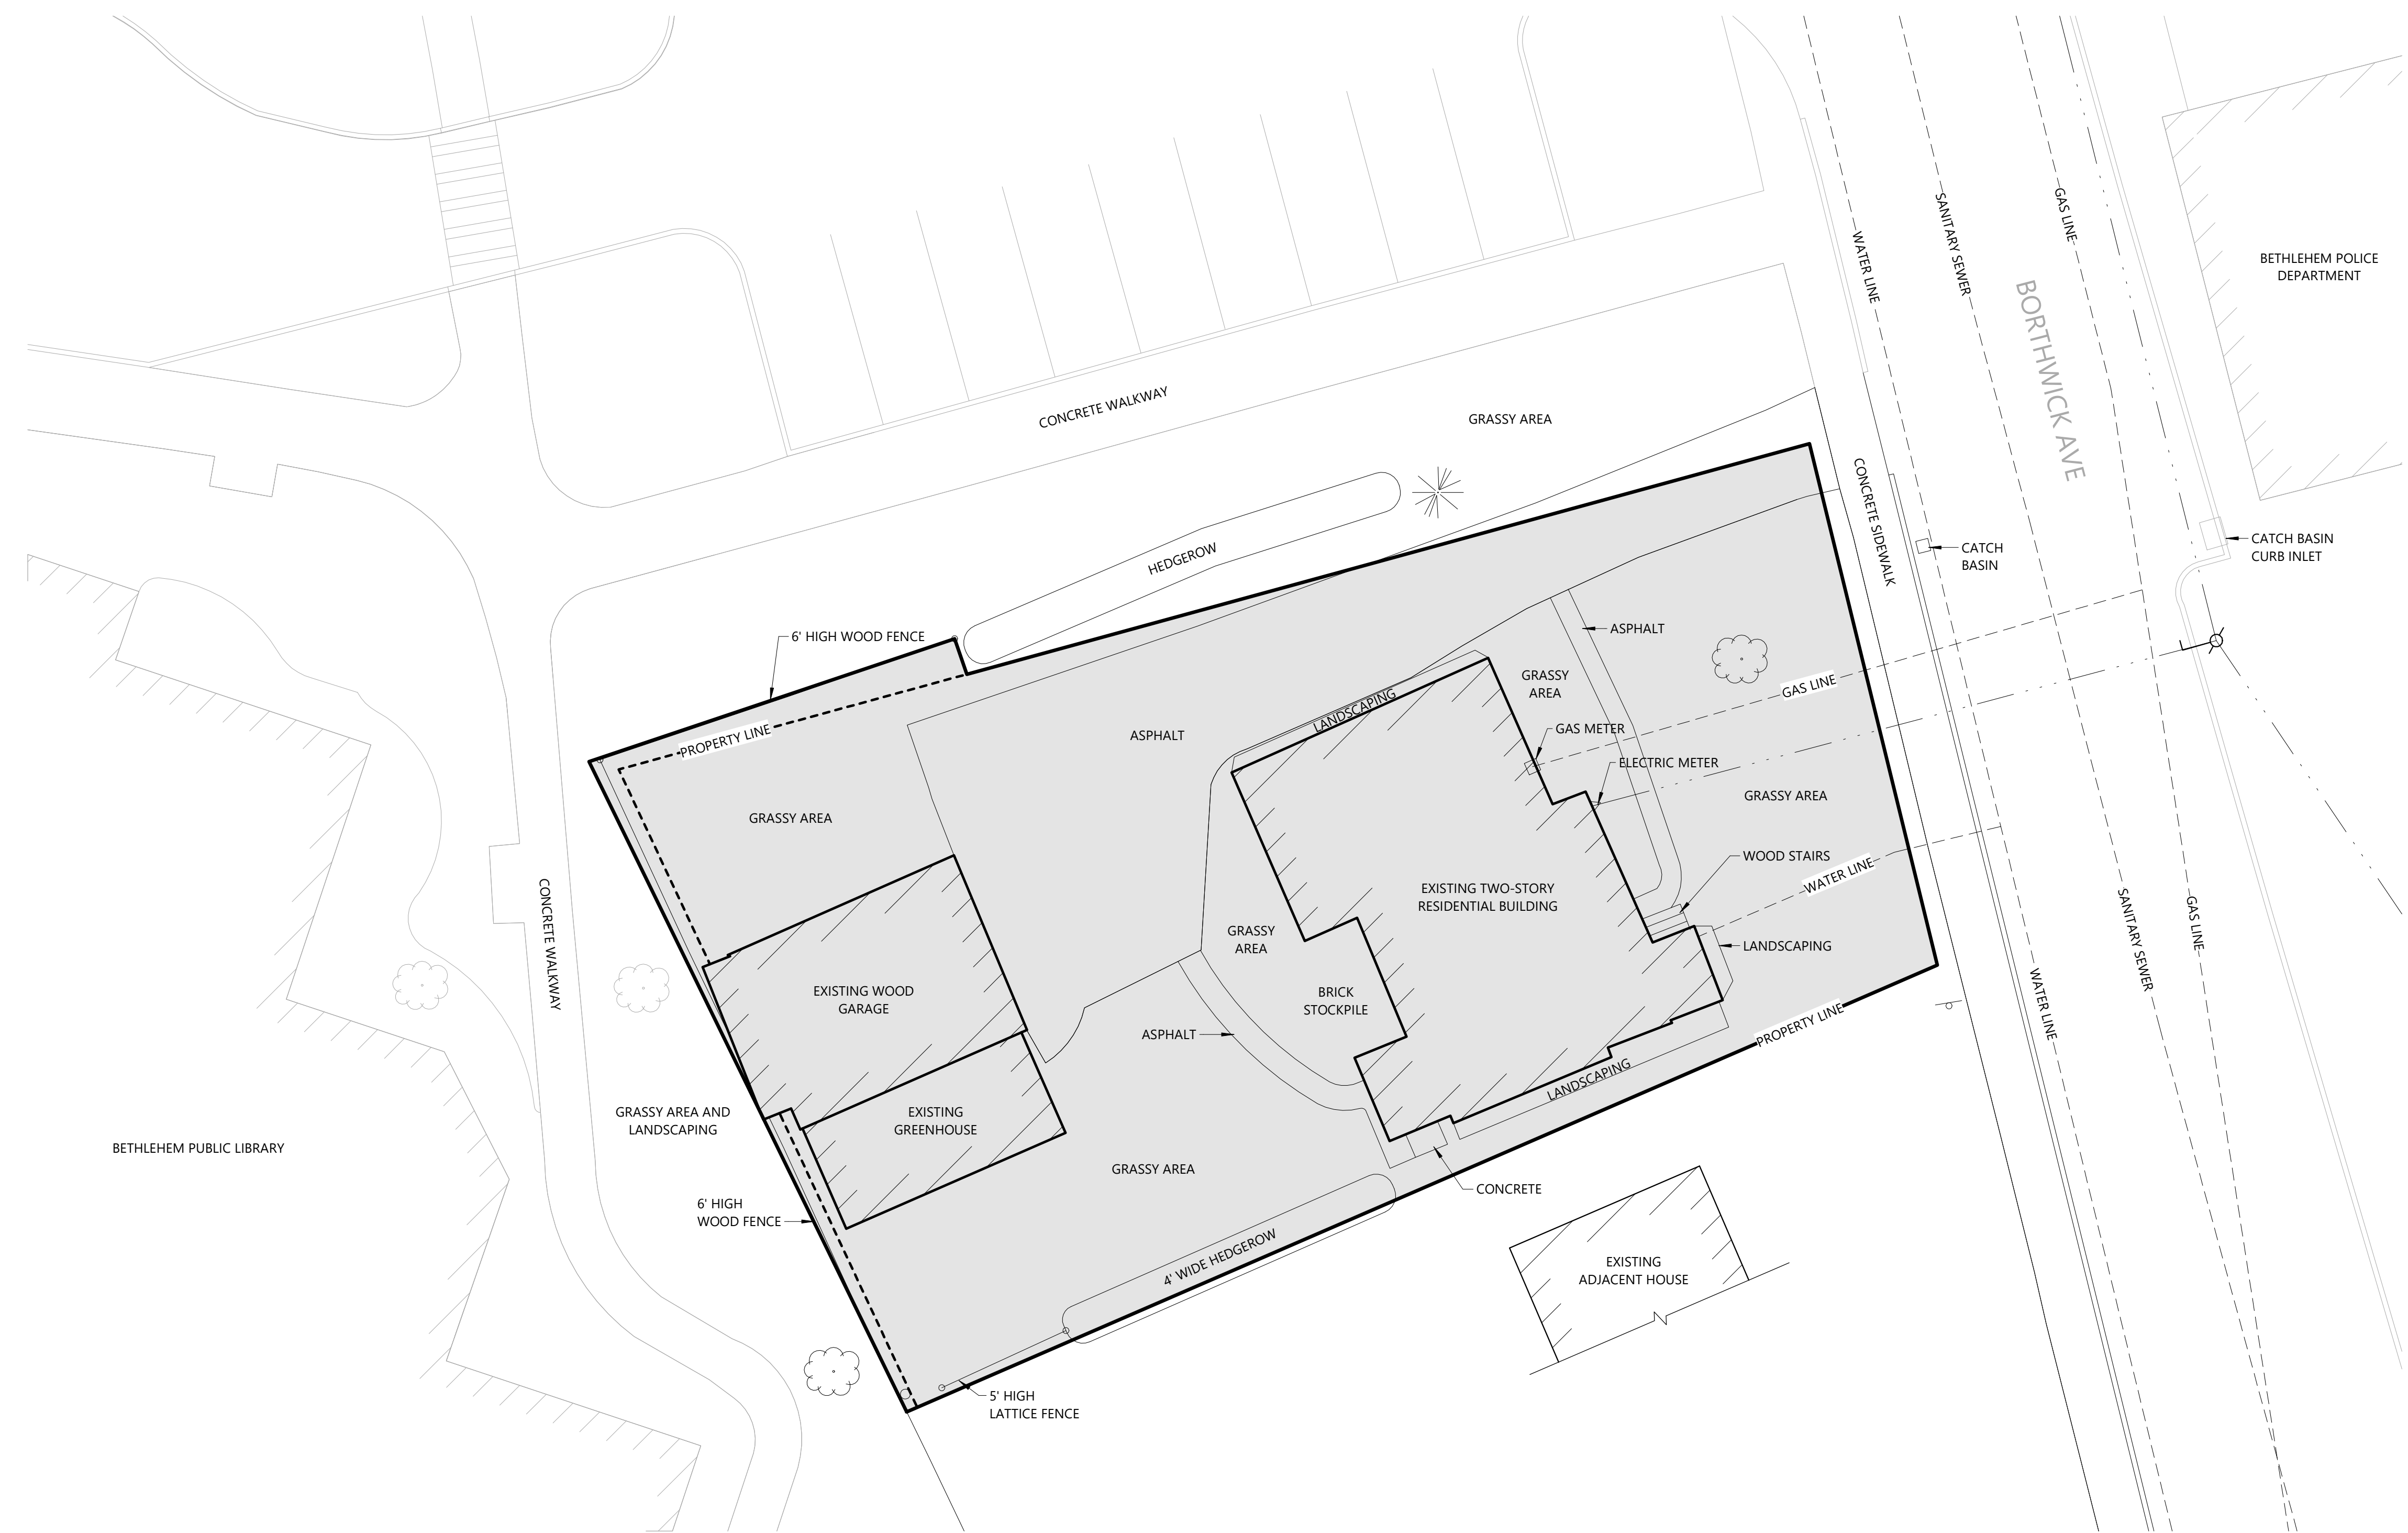 WATER LINE
SANITARY SEWER
GAS LINE
BORTHWICK AVE
BETHLEHEM POLICE
DEPARTMENT
CONCRETE WALKWAY
GRASSY AREA
CONCRETE SIDEWALK
HEDGEROW
CATCH
BASIN
CATCH BASIN
CURB INLET
6' HIGH WOOD FENCE
ASPHALT
GRASSY
AREA
GAS LINE
LANDSCAPING
PROPERTY LINE
ASPHALT
GAS METER
ELECTRIC METER
GRASSY AREA
GRASSY AREA
WOOD STAIRS
WATER LINE
EXISTING TWO-STORY
RESIDENTIAL BUILDING
CONCRETE WALKWAY
GRASSY
AREA
LANDSCAPING
SANITARY SEWER
GAS LINE
EXISTING WOOD
GARAGE
BRICK
STOCKPILE
WATER LINE
PROPERTY LINE
ASPHALT
LANDSCAPING
GRASSY AREA AND
LANDSCAPING
EXISTING
GREENHOUSE
BETHLEHEM PUBLIC LIBRARY
GRASSY AREA
CONCRETE
6' HIGH
WOOD FENCE
4' WIDE HEDGEROW
EXISTING
ADJACENT HOUSE
5' HIGH
LATTICE FENCE